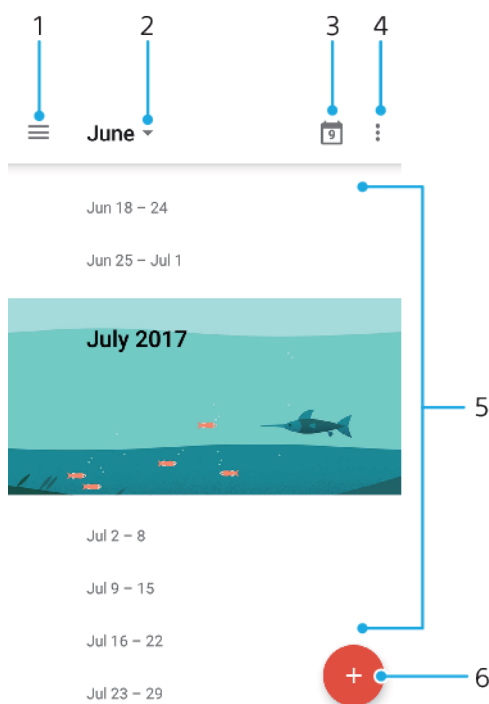 1 2 3 4
June
9
Jun 18 – 24
Jun 25 – Jul 1
July 2017
5
Jul 2 – 8
Jul 9 – 15
Jul 16 – 22
+ 6
Jul 23 – 29